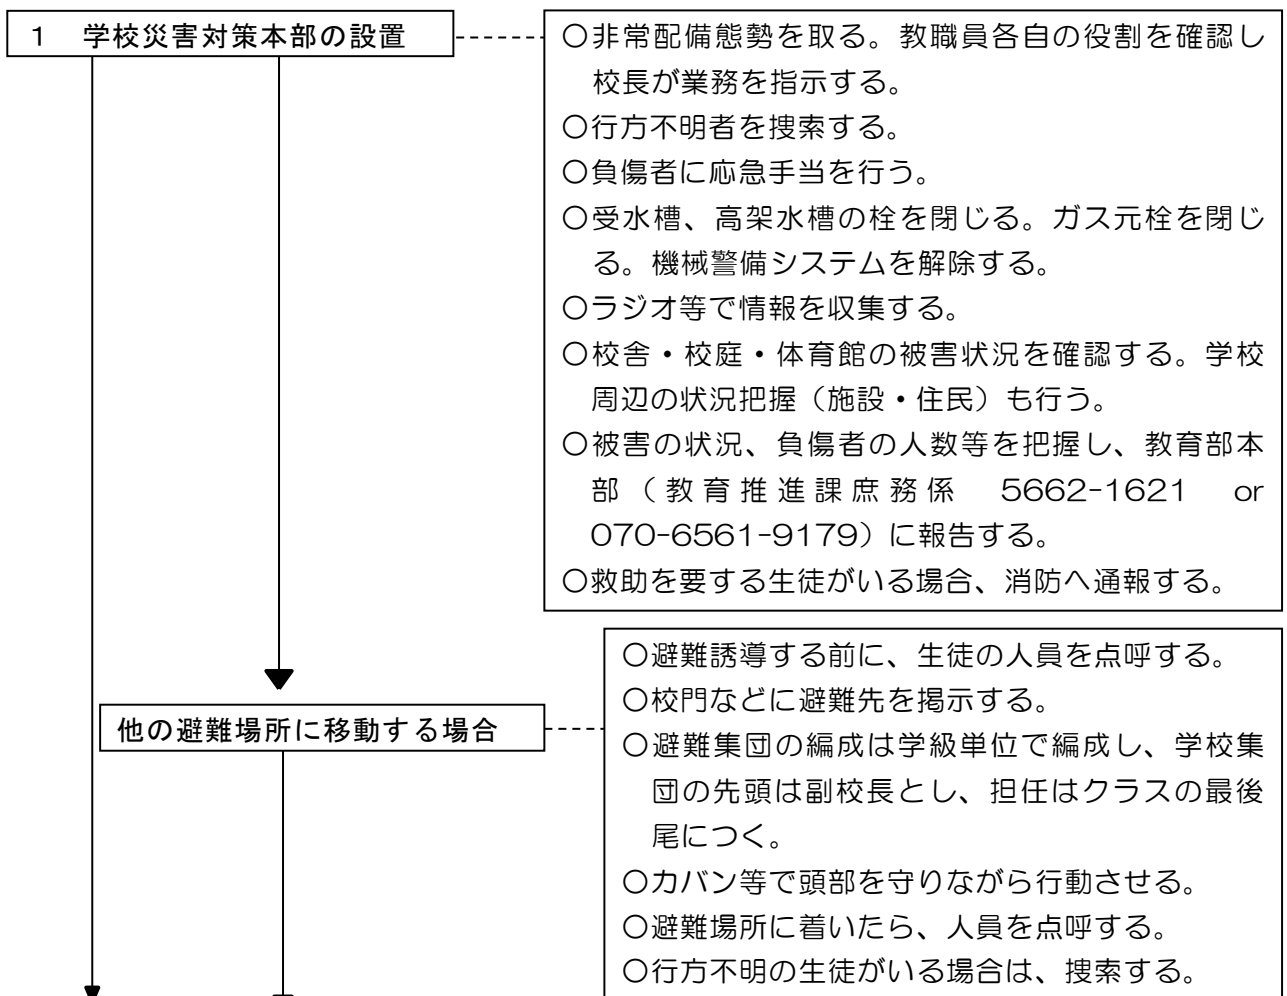 １　学校災害対策本部の設置
〇非常配備態勢を取る。教職員各自の役割を確認し
校長が業務を指示する。
〇行方不明者を捜索する。
〇負傷者に応急手当を行う。
〇受水槽、高架水槽の栓を閉じる。ガス元栓を閉じ
る。機械警備システムを解除する。
〇ラジオ等で情報を収集する。
〇校舎・校庭・体育館の被害状況を確認する。学校
周辺の状況把握（施設・住民）も行う。
〇被害の状況、負傷者の人数等を把握し、教育部本
部（教育推進課庶務係　5662-1621　or
070-6561-9179）に報告する。
〇救助を要する生徒がいる場合、消防へ通報する。
他の避難場所に移動する場合
〇避難誘導する前に、生徒の人員を点呼する。
〇校門などに避難先を掲示する。
〇避難集団の編成は学級単位で編成し、学校集
団の先頭は副校長とし、担任はクラスの最後
尾につく。
〇カバン等で頭部を守りながら行動させる。
〇避難場所に着いたら、人員を点呼する。
〇行方不明の生徒がいる場合は、捜索する。